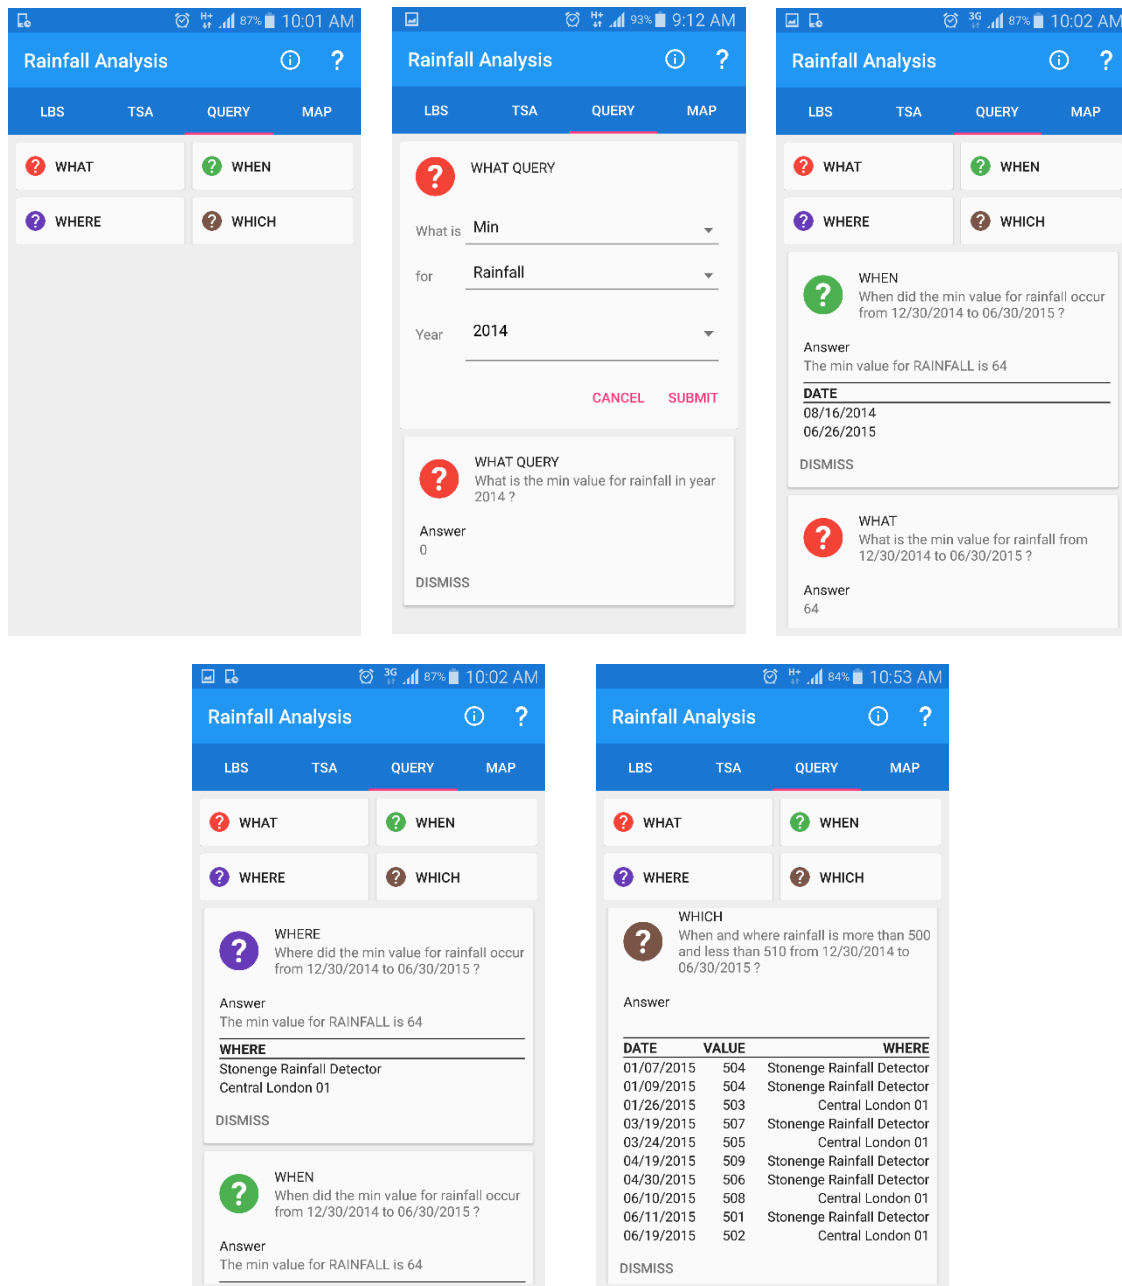 87% 10:01 AM
Rainfall Analysis
LBS TSA QUERY MAP
WHAT WHEN
WHERE WHICH
H+ 93% 9:12 AM
Rainfall Analysis
LBS TSA QUERY MAP
WHAT QUERY
What is Min
for Rainfall
Year 2014
CANCEL SUBMIT
WHAT QUERY
What is the min value for rainfall in year
2014 ?
Answer
0
DISMISS
3G 87% 10:02 AM
Rainfall Analysis
LBS TSA QUERY MAP
WHAT WHEN
WHERE WHICH
WHEN
When did the min value for rainfall occur
from 12/30/2014 to 06/30/2015 ?
Answer
The min value for RAINFALL is 64
DATE
08/16/2014
06/26/2015
DISMISS
WHAT
What is the min value for rainfall from
12/30/2014 to 06/30/2015 ?
Answer
64
3G 87% 10:02 AM
Rainfall Analysis
LBS TSA QUERY MAP
WHAT WHEN
WHERE WHICH
WHERE
Where did the min value for rainfall occur
from 12/30/2014 to 06/30/2015 ?
Answer
The min value for RAINFALL is 64
WHERE
Stonenge Rainfall Detector
Central London 01
DISMISS
WHEN
When did the min value for rainfall occur
from 12/30/2014 to 06/30/2015 ?
Answer
The min value for RAINFALL is 64
H+ 84% 10:53 AM
Rainfall Analysis
LBS TSA QUERY MAP
WHAT WHEN
WHERE WHICH
WHICH
When and where rainfall is more than 500
and less than 510 from 12/30/2014 to
06/30/2015 ?
Answer
DATE VALUE WHERE
01/07/2015 504 Stonenge Rainfall Detector
01/09/2015 504 Stonenge Rainfall Detector
01/26/2015 503 Central London 01
03/19/2015 507 Stonenge Rainfall Detector
03/24/2015 505 Central London 01
04/19/2015 509 Stonenge Rainfall Detector
04/30/2015 506 Stonenge Rainfall Detector
06/10/2015 508 Central London 01
06/11/2015 501 Stonenge Rainfall Detector
06/19/2015 502 Central London 01
DISMISS